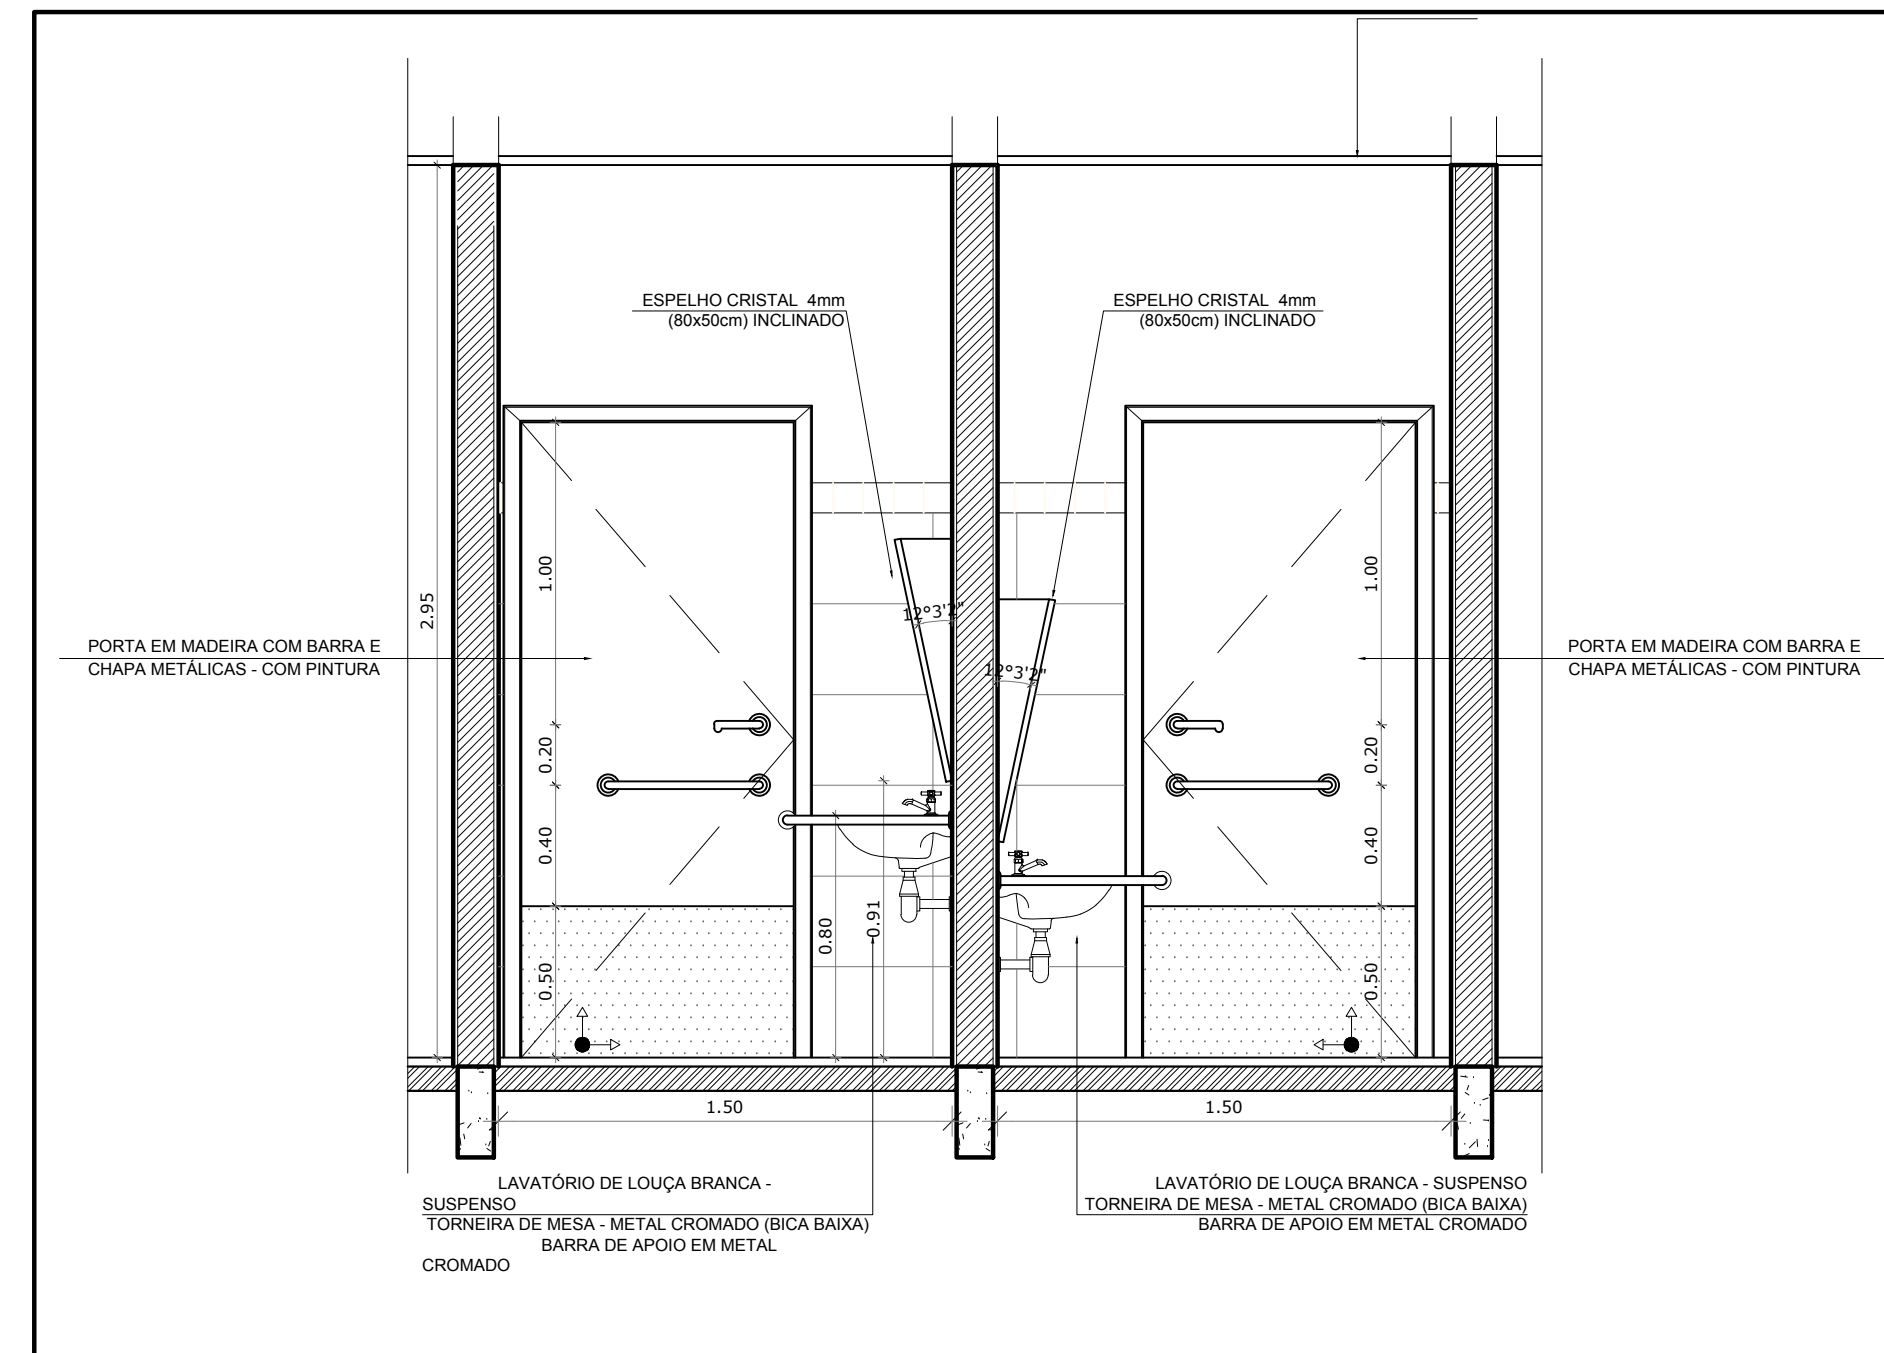 ESPELHO CRISTAL 4mm
(80x50cm) INCLINADO
ESPELHO CRISTAL 4mm
(80x50cm) INCLINADO
2.95
1.00
0.20
0.40
0.50
12°3'2"
12°3'2"
1.00
0.20
0.40
0.50
PORTA EM MADEIRA COM BARRA E
CHAPA METÁLICAS - COM PINTURA
PORTA EM MADEIRA COM BARRA E
CHAPA METÁLICAS - COM PINTURA
0.80
0.91
1.50
1.50
LAVATÓRIO DE LOUÇA BRANCA -
SUSPENSO
TORNEIRA DE MESA - METAL CROMADO (BICA BAIXA)
BARRA DE APOIO EM METAL
CROMADO
LAVATÓRIO DE LOUÇA BRANCA - SUSPENSO
TORNEIRA DE MESA - METAL CROMADO (BICA BAIXA)
BARRA DE APOIO EM METAL CROMADO